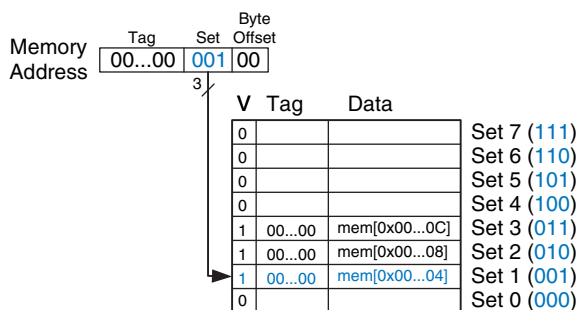 Byte
Tag Set Offset
Memory Address 00...00 001 00
3
V Tag Data
0 Set 7 (111)
0 Set 6 (110)
0 Set 5 (101)
0 Set 4 (100)
1 00...00 mem[0x00...0C] Set 3 (011)
1 00...00 mem[0x00...08] Set 2 (010)
1 00...00 mem[0x00...04] Set 1 (001)
0 Set 0 (000)